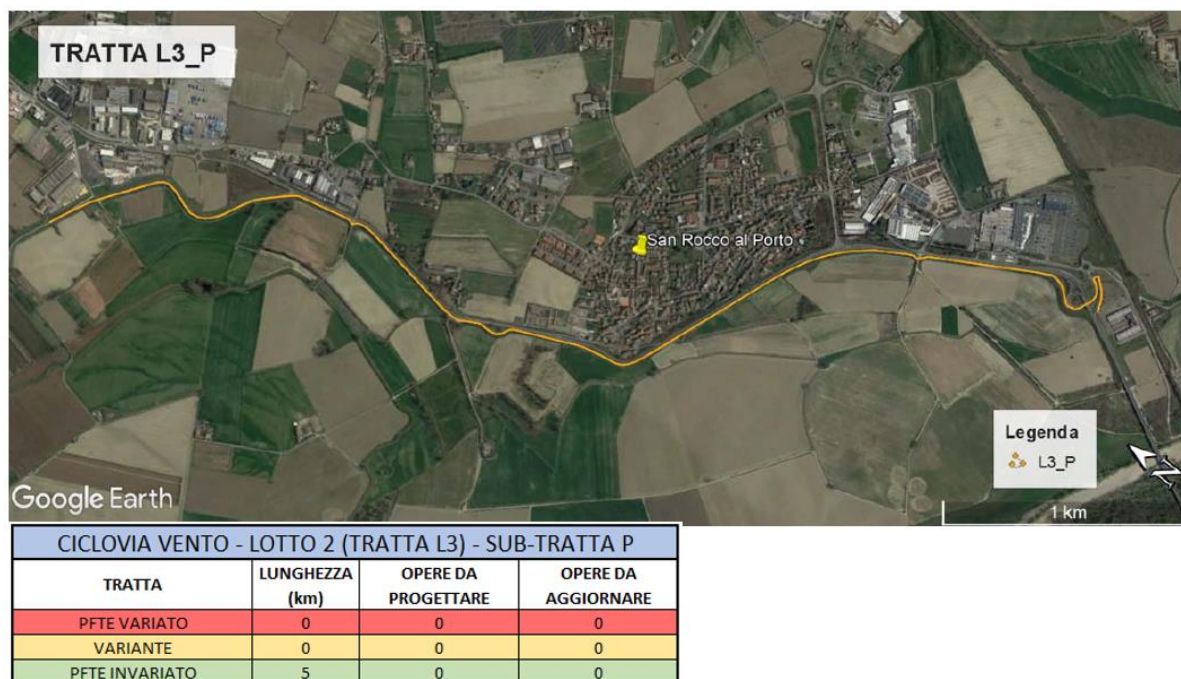 TRATTA L3_P
San Rocco al Porto
Legenda
L3_P
N
Google Earth
1 km
CICLOVIA VENTO - LOTTO 2 (TRATTA L3) - SUB-TRATTA P
TRATTA LUNGHEZZA (km) OPERE DA PROGETTARE OPERE DA AGGIORNARE
PFTE VARIATO 0 0 0
VARIANTE 0 0 0
PFTE INVARIATO 5 0 0